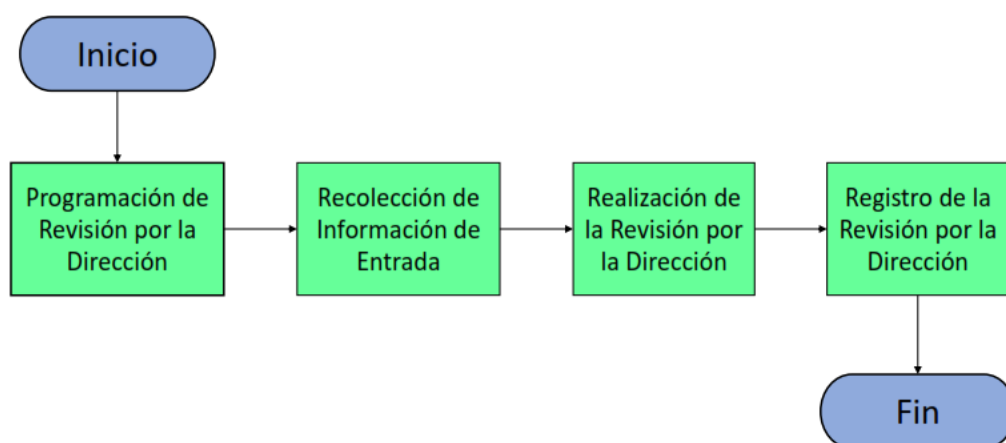 Inicio
Programación de
Revisión por la
Dirección
Recolección de
Información de
Entrada
Realización de
la Revisión por
la Dirección
Registro de la
Revisión por la
Dirección
Fin